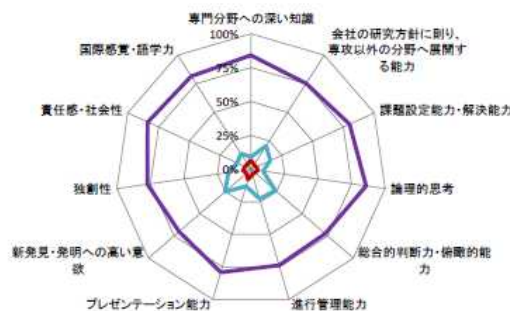 専門分野への深い知識
会社の研究方針に則り、
専攻以外の分野へ展開す
る能力
課題設定能力・解決能力
論理的思考
総合的判断力・俯瞰的能
力
進行管理能力
プレゼンテーション能力
新発見・発明への高い意
欲
独創性
責任感・社会性
国際感覚・語学力
100%
75%
50%
25%
0%